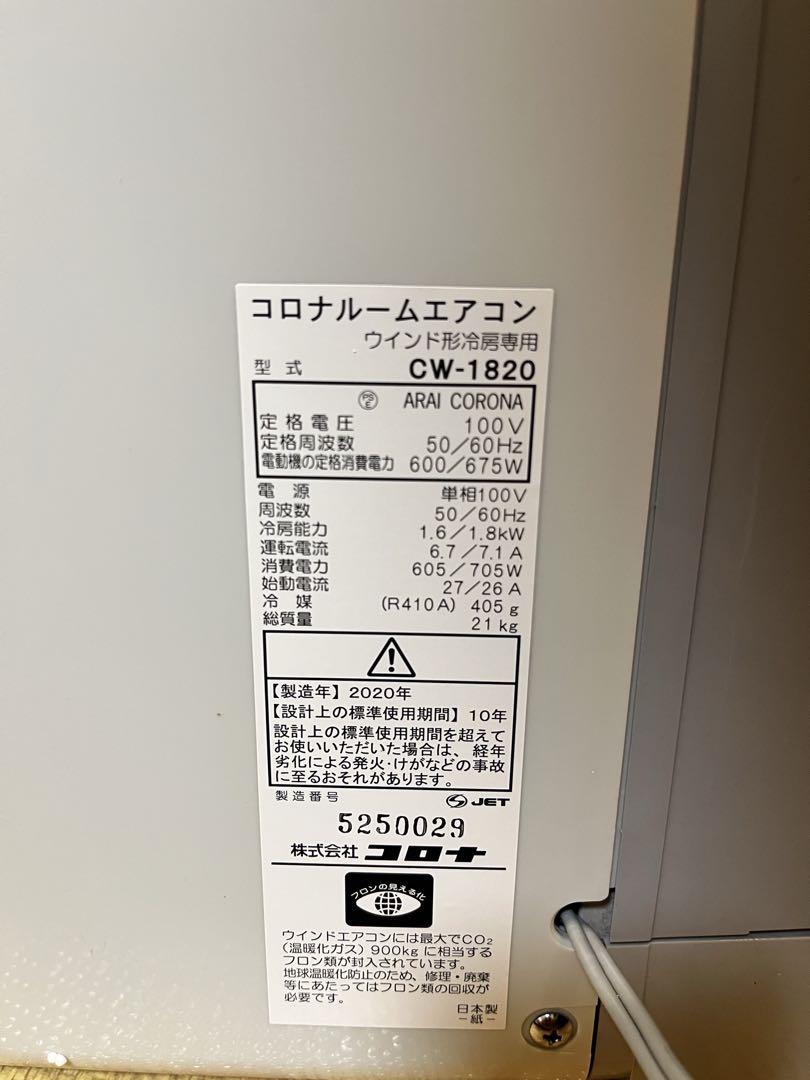 コロナルームエアコン
ウインド形冷房専用
型式 CW-1820
PSE ARAI CORONA
定格電圧 100V
定格周波数 50/60Hz
電動機の定格消費電力 600/675W
電源 単相100V
周波数 50/60Hz
冷房能力 1.6/1.8kW
運転電流 6.7/7.1A
消費電力 605/705W
始動電流 27/26A
冷媒 (R410A) 405g
総質量 21kg
【製造年】2020年
【設計上の標準使用期間】10年
設計上の標準使用期間を超えて
お使いいただいた場合は、経年
劣化による発火・けがなどの事故
に至るおそれがあります。
製造番号 JET
5250029
株式会社 コロナ
フロンの見える化
ウインドエアコンには最大でCO₂
(温暖化ガス)900kgに相当する
フロン類が封入されています。
地球温暖化防止のため、修理・廃棄
等にあたってはフロン類の回収が
必要です。
日本製
-紙-